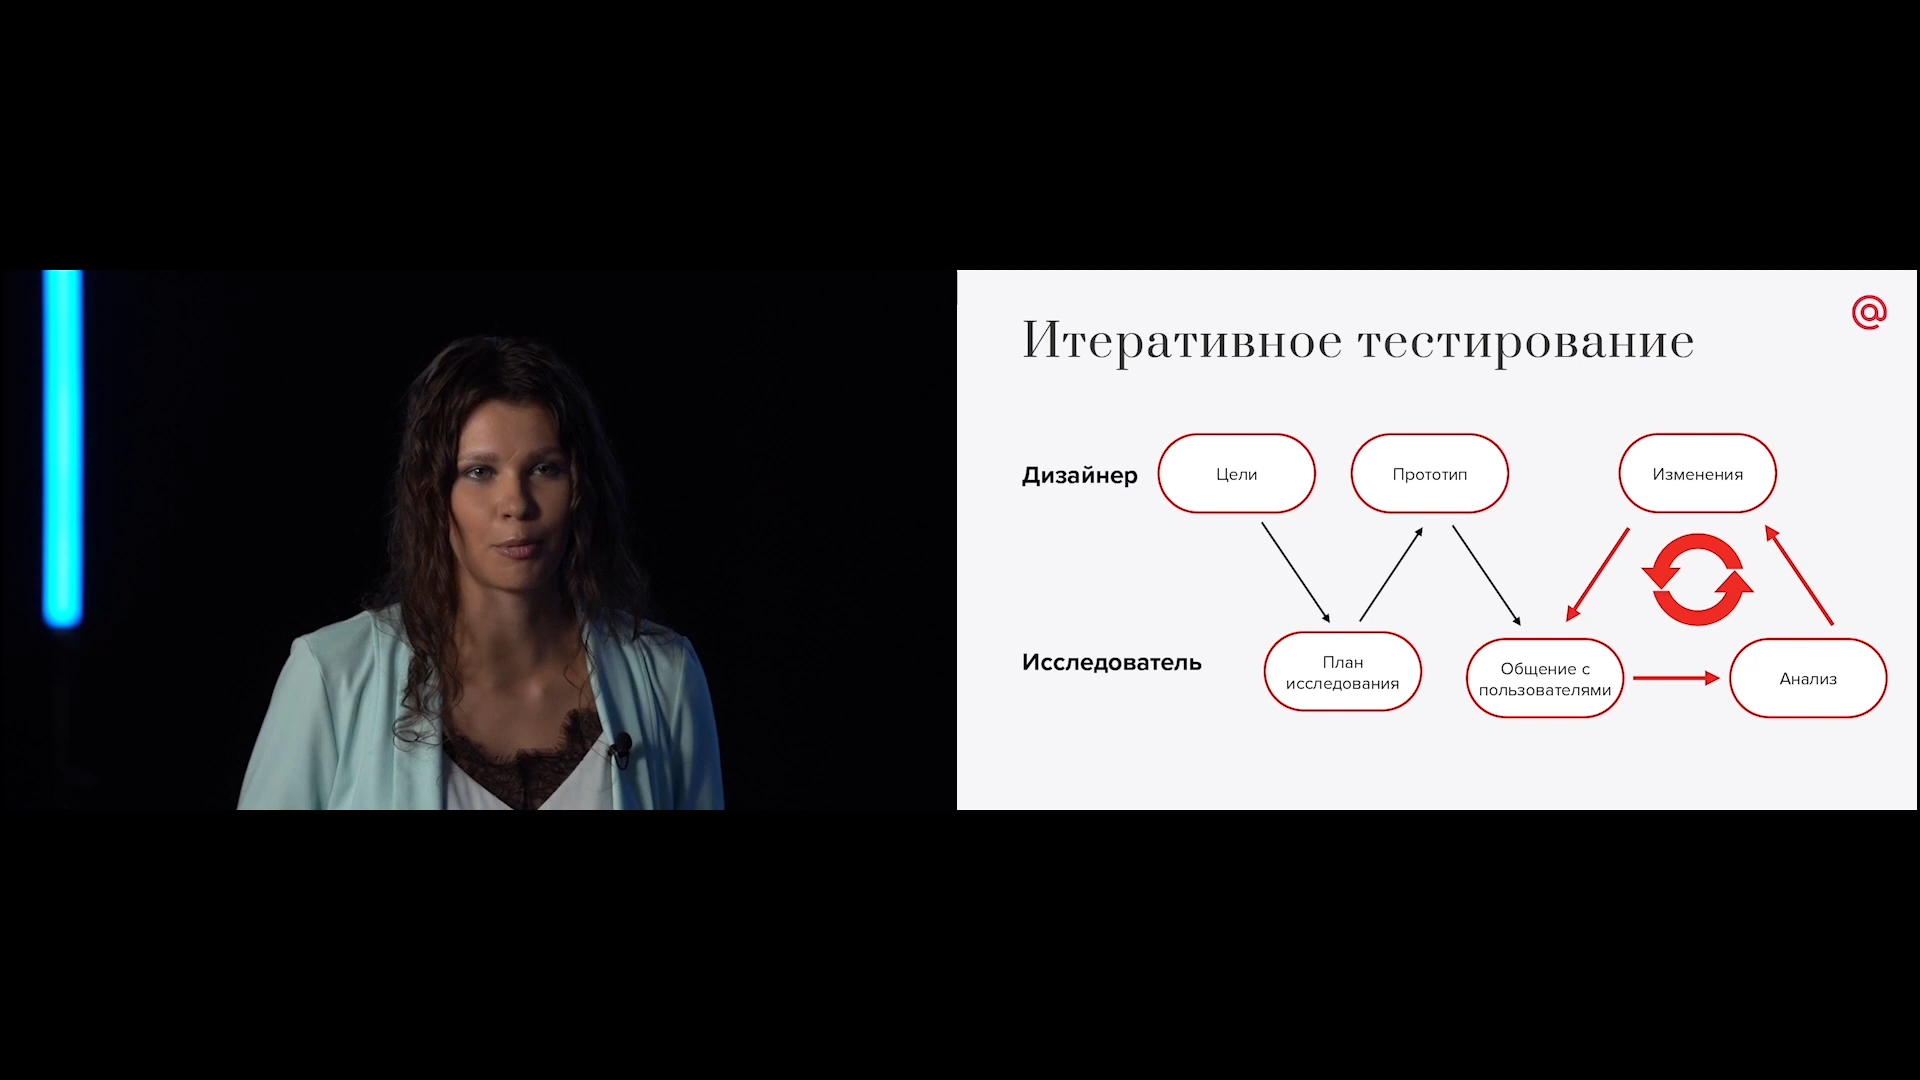 @
Итеративное тестирование
Дизайнер
Цели
Прототип
Изменения
Исследователь
План
исследования
Общение с
пользователями
Анализ